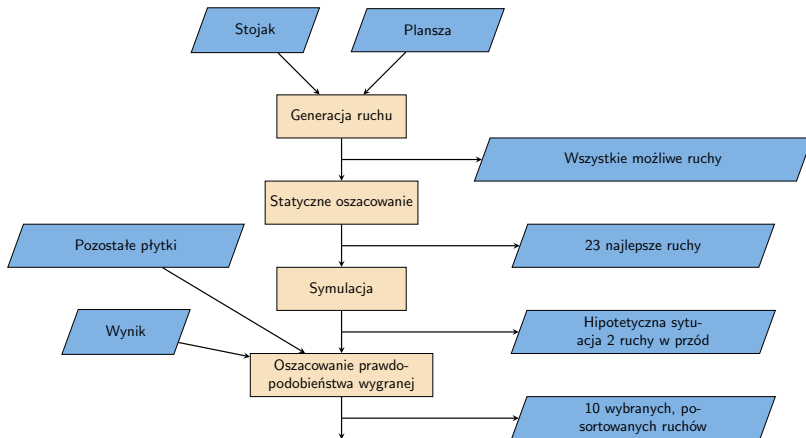 Stojak
Plansza
Generacja ruchu
Wszystkie możliwe ruchy
Statyczne oszacowanie
Pozostałe płytki
23 najlepsze ruchy
Symulacja
Wynik
Hipotetyczna sytu-
acja 2 ruchy w przód
Oszacowanie prawdo-
podobieństwa wygranej
10 wybranych, po-
sortowanych ruchów